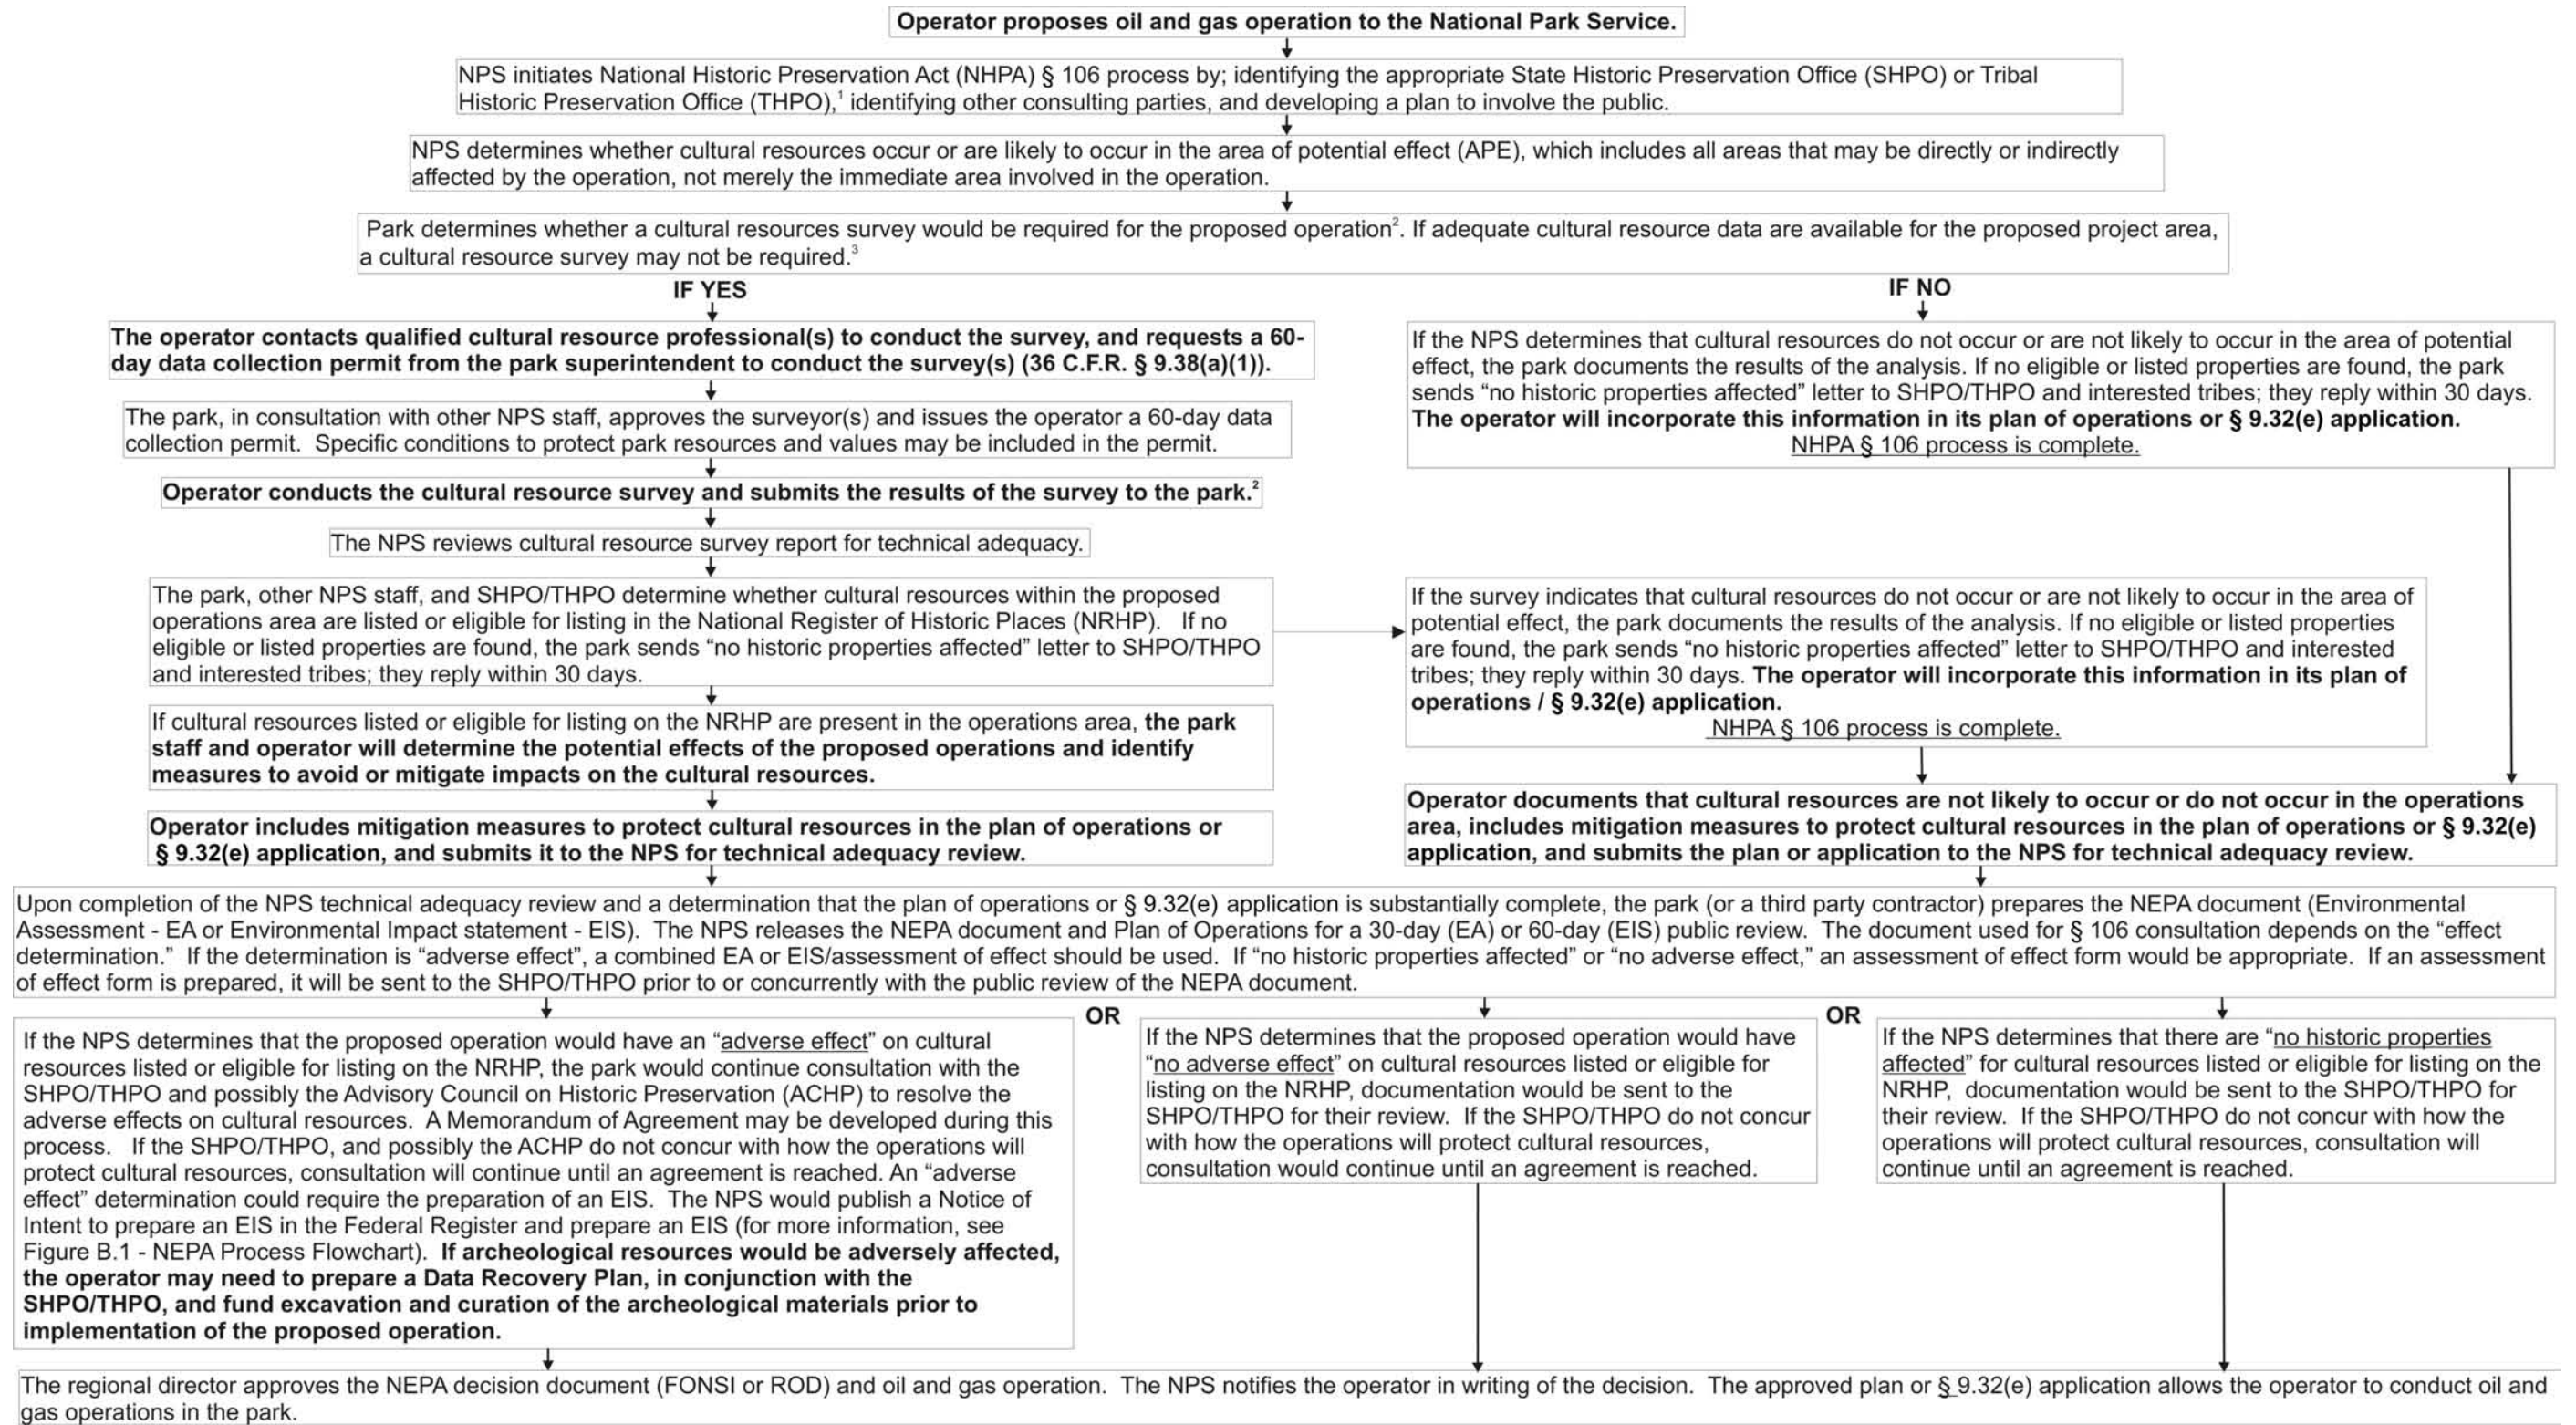 Operator proposes oil and gas operation to the National Park Service.
NPS initiates National Historic Preservation Act (NHPA) § 106 process by; identifying the appropriate State Historic Preservation Office (SHPO) or Tribal
Historic Preservation Office (THPO),¹ identifying other consulting parties, and developing a plan to involve the public.
NPS determines whether cultural resources occur or are likely to occur in the area of potential effect (APE), which includes all areas that may be directly or indirectly
affected by the operation, not merely the immediate area involved in the operation.
Park determines whether a cultural resources survey would be required for the proposed operation². If adequate cultural resource data are available for the proposed project area,
a cultural resource survey may not be required.³
IF YES
The operator contacts qualified cultural resource professional(s) to conduct the survey, and requests a 60-
day data collection permit from the park superintendent to conduct the survey(s) (36 C.F.R. § 9.38(a)(1)).
The park, in consultation with other NPS staff, approves the surveyor(s) and issues the operator a 60-day data
collection permit. Specific conditions to protect park resources and values may be included in the permit.
Operator conducts the cultural resource survey and submits the results of the survey to the park.²
The NPS reviews cultural resource survey report for technical adequacy.
The park, other NPS staff, and SHPO/THPO determine whether cultural resources within the proposed
operations area are listed or eligible for listing in the National Register of Historic Places (NRHP). If no
eligible or listed properties are found, the park sends “no historic properties affected” letter to SHPO/THPO
and interested tribes; they reply within 30 days.
If cultural resources listed or eligible for listing on the NRHP are present in the operations area, the park
staff and operator will determine the potential effects of the proposed operations and identify
measures to avoid or mitigate impacts on the cultural resources.
Operator includes mitigation measures to protect cultural resources in the plan of operations or
§ 9.32(e) application, and submits it to the NPS for technical adequacy review.
IF NO
If the NPS determines that cultural resources do not occur or are not likely to occur in the area of potential
effect, the park documents the results of the analysis. If no eligible or listed properties are found, the park
sends “no historic properties affected” letter to SHPO/THPO and interested tribes; they reply within 30 days.
The operator will incorporate this information in its plan of operations or § 9.32(e) application.
NHPA § 106 process is complete.
If the survey indicates that cultural resources do not occur or are not likely to occur in the area of
potential effect, the park documents the results of the analysis. If no eligible or listed properties
are found, the park sends “no historic properties affected” letter to SHPO/THPO and interested
tribes; they reply within 30 days. The operator will incorporate this information in its plan of
operations / § 9.32(e) application.
NHPA § 106 process is complete.
Operator documents that cultural resources are not likely to occur or do not occur in the operations
area, includes mitigation measures to protect cultural resources in the plan of operations or § 9.32(e)
application, and submits the plan or application to the NPS for technical adequacy review.
Upon completion of the NPS technical adequacy review and a determination that the plan of operations or § 9.32(e) application is substantially complete, the park (or a third party contractor) prepares the NEPA document (Environmental
Assessment - EA or Environmental Impact statement - EIS). The NPS releases the NEPA document and Plan of Operations for a 30-day (EA) or 60-day (EIS) public review. The document used for § 106 consultation depends on the “effect
determination.” If the determination is “adverse effect”, a combined EA or EIS/assessment of effect should be used. If “no historic properties affected” or “no adverse effect,” an assessment of effect form would be appropriate. If an assessment
of effect form is prepared, it will be sent to the SHPO/THPO prior to or concurrently with the public review of the NEPA document.
If the NPS determines that the proposed operation would have an “adverse effect” on cultural
resources listed or eligible for listing on the NRHP, the park would continue consultation with the
SHPO/THPO and possibly the Advisory Council on Historic Preservation (ACHP) to resolve the
adverse effects on cultural resources. A Memorandum of Agreement may be developed during this
process. If the SHPO/THPO, and possibly the ACHP do not concur with how the operations will
protect cultural resources, consultation will continue until an agreement is reached. An “adverse
effect” determination could require the preparation of an EIS. The NPS would publish a Notice of
Intent to prepare an EIS in the Federal Register and prepare an EIS (for more information, see
Figure B.1 - NEPA Process Flowchart). If archeological resources would be adversely affected,
the operator may need to prepare a Data Recovery Plan, in conjunction with the
SHPO/THPO, and fund excavation and curation of the archeological materials prior to
implementation of the proposed operation.
OR
If the NPS determines that the proposed operation would have
“no adverse effect” on cultural resources listed or eligible for
listing on the NRHP, documentation would be sent to the
SHPO/THPO for their review. If the SHPO/THPO do not concur
with how the operations will protect cultural resources,
consultation would continue until an agreement is reached.
OR
If the NPS determines that there are “no historic properties
affected” for cultural resources listed or eligible for listing on the
NRHP, documentation would be sent to the SHPO/THPO for
their review. If the SHPO/THPO do not concur with how the
operations will protect cultural resources, consultation will
continue until an agreement is reached.
The regional director approves the NEPA decision document (FONSI or ROD) and oil and gas operation. The NPS notifies the operator in writing of the decision. The approved plan or § 9.32(e) application allows the operator to conduct oil and
gas operations in the park.